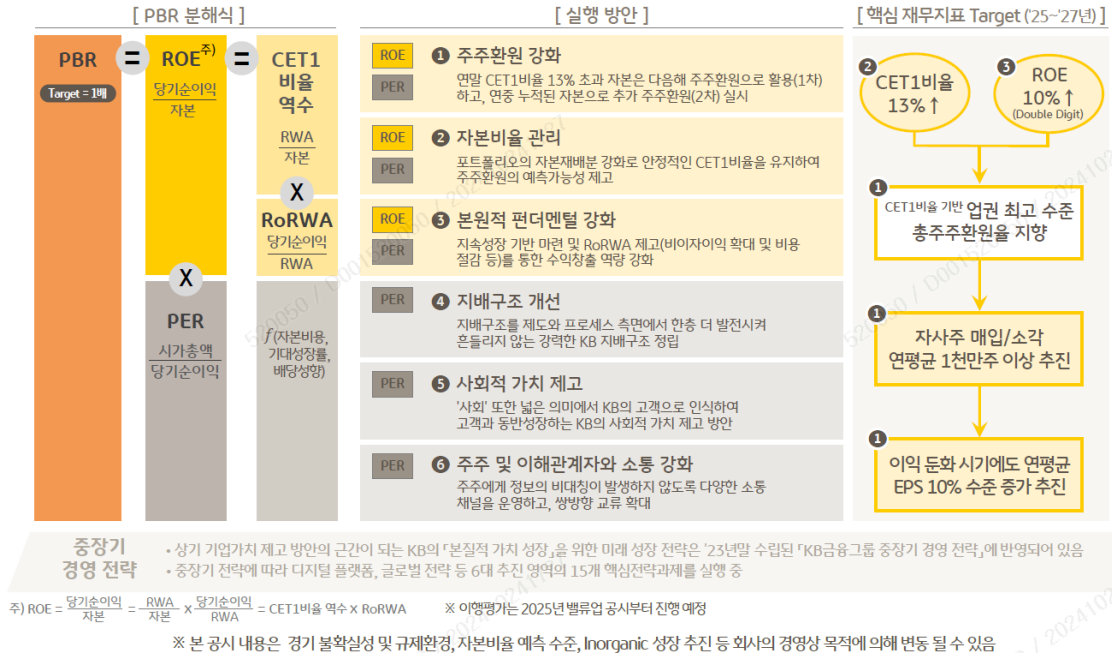 [ PBR 분해식 ]
[ 실행 방안 ]
[ 핵심 재무지표 Target ('25~'27년) ]
PBR
Target = 1배
=
ROE주)
당기순이익
자본
=
CET1
비율
역수
RWA
자본
X
RoRWA
당기순이익
RWA
X
PER
시가총액
당기순이익
f(자본비용,
기대성장률,
배당성향)
ROE
PER
❶ 주주환원 강화
연말 CET1비율 13% 초과 자본은 다음해 주주환원으로 활용(1차)
하고, 연중 누적된 자본으로 추가 주주환원(2차) 실시
ROE
PER
❷ 자본비율 관리
포트폴리오의 자본재배분 강화로 안정적인 CET1비율을 유지하여
주주환원의 예측가능성 제고
ROE
PER
❸ 본원적 펀더멘털 강화
지속성장 기반 마련 및 RoRWA 제고(비이자이익 확대 및 비용
절감 등)를 통한 수익창출 역량 강화
PER
❹ 지배구조 개선
지배구조를 제도와 프로세스 측면에서 한층 더 발전시켜
흔들리지 않는 강력한 KB 지배구조 정립
PER
❺ 사회적 가치 제고
'사회' 또한 넓은 의미에서 KB의 고객으로 인식하여
고객과 동반성장하는 KB의 사회적 가치 제고 방안
PER
❻ 주주 및 이해관계자와 소통 강화
주주에게 정보의 비대칭이 발생하지 않도록 다양한 소통
채널을 운영하고, 쌍방향 교류 확대
❷
CET1비율
13% ↑
❸
ROE
10% ↑
(Double Digit)
❶
CET1비율 기반 업권 최고 수준
총주주환원율 지향
❶
자사주 매입/소각
연평균 1천만주 이상 추진
❶
이익 둔화 시기에도 연평균
EPS 10% 수준 증가 추진
중장기
경영 전략
• 상기 기업가치 제고 방안의 근간이 되는 KB의 「본질적 가치 성장」을 위한 미래 성장 전략은 '23년말 수립된 「KB금융그룹 중장기 경영 전략」에 반영되어 있음
• 중장기 전략에 따라 디지털 플랫폼, 글로벌 전략 등 6대 추진 영역의 15개 핵심전략과제를 실행 중
주) ROE = 당기순이익/자본 = RWA/자본 X 당기순이익/RWA = CET1비율 역수 X RoRWA
※ 이행평가는 2025년 밸류업 공시부터 진행 예정
※ 본 공시 내용은 경기 불확실성 및 규제환경, 자본비율 예측 수준, Inorganic 성장 추진 등 회사의 경영상 목적에 의해 변동 될 수 있음